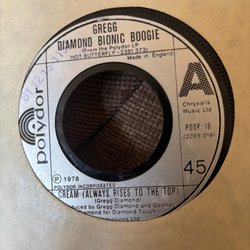 GREGG
DIAMOND BIONIC BOOGIE
(From the Polydor LP
'HOT BUTTERFLY'-2391 373)
Made in England
A
Chrysalis
Music Ltd
POSP 18
(2095 019)
polydor
45
℗ 1978
POLYDOR INCORPORATED
CREAM (ALWAYS RISES TO THE TOP)
(Gregg Diamond)
Produced by Gregg Diamond and Godfrey
Diamond for Diamond Touch